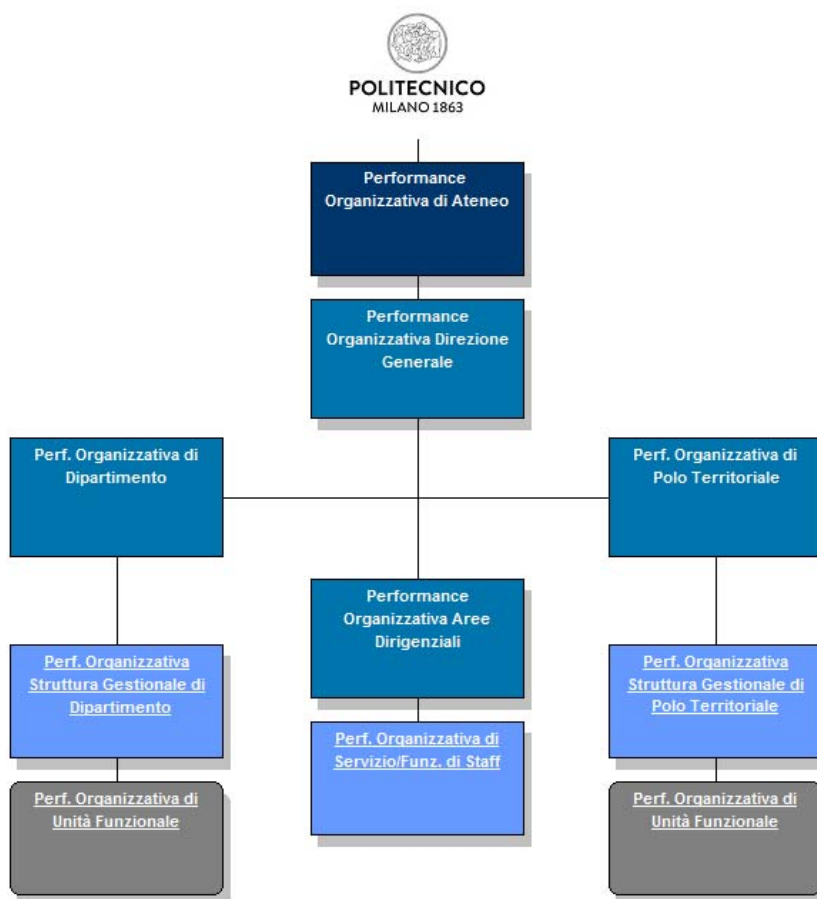 POLITECNICO
MILANO 1863
Performance
Organizzativa di Ateneo
Performance
Organizzativa Direzione
Generale
Perf. Organizzativa di
Dipartimento
Perf. Organizzativa di
Polo Territoriale
Performance
Organizzativa Aree
Dirigenziali
Perf. Organizzativa
Struttura Gestionale di
Dipartimento
Perf. Organizzativa di
Servizio/Funz. di Staff
Perf. Organizzativa
Struttura Gestionale di
Polo Territoriale
Perf. Organizzativa di
Unità Funzionale
Perf. Organizzativa di
Unità Funzionale